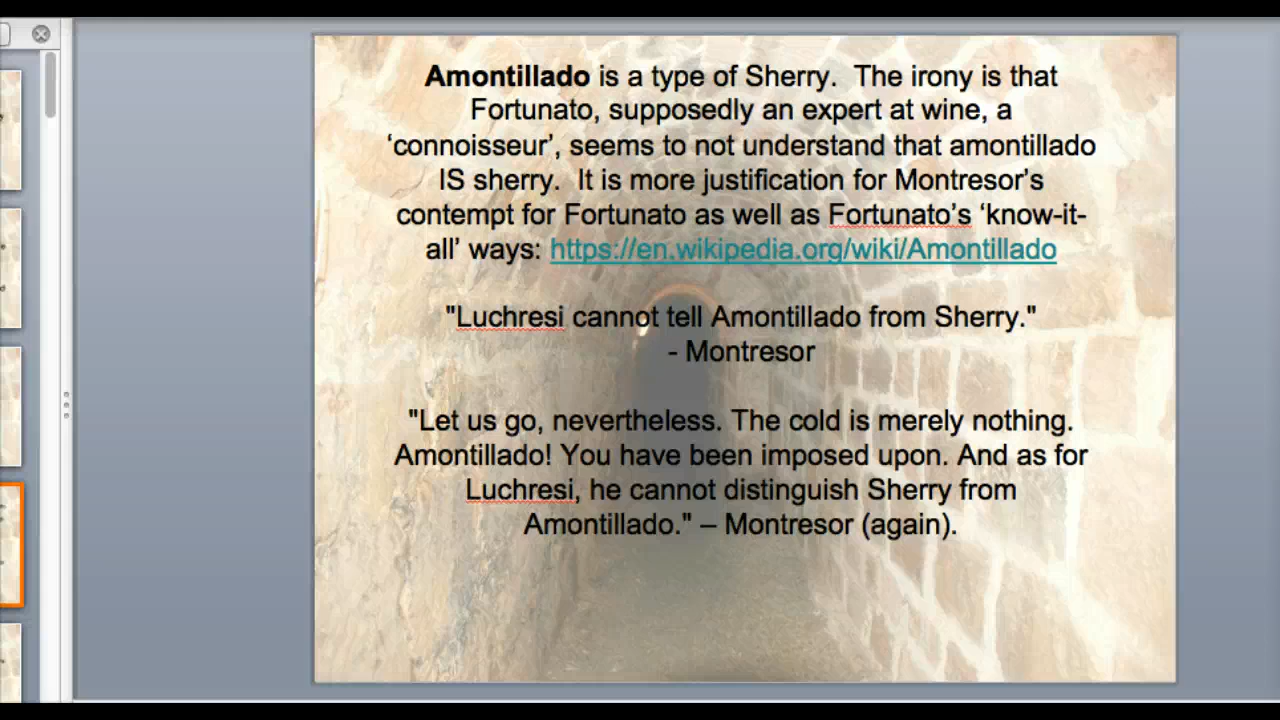 Amontillado is a type of Sherry.  The irony is that
Fortunato, supposedly an expert at wine, a
‘connoisseur’, seems to not understand that amontillado
IS sherry.  It is more justification for Montresor’s
contempt for Fortunato as well as Fortunato’s ‘know-it-
all’ ways: https://en.wikipedia.org/wiki/Amontillado
"Luchresi cannot tell Amontillado from Sherry."
- Montresor
"Let us go, nevertheless. The cold is merely nothing.
Amontillado! You have been imposed upon. And as for
Luchresi, he cannot distinguish Sherry from
Amontillado." – Montresor (again).